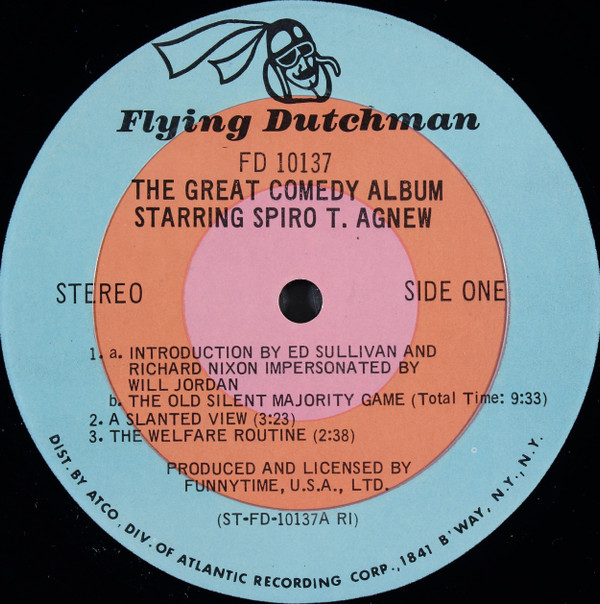 Flying Dutchman
FD 10137
THE GREAT COMEDY ALBUM
STARRING SPIRO T. AGNEW
STEREO
SIDE ONE
1. a. INTRODUCTION BY ED SULLIVAN AND
RICHARD NIXON IMPERSONATED BY
WILL JORDAN
b. THE OLD SILENT MAJORITY GAME (Total Time: 9:33)
2. A SLANTED VIEW (3:23)
3. THE WELFARE ROUTINE (2:38)
PRODUCED AND LICENSED BY
FUNNYTIME, U.S.A., LTD.
(ST-FD-10137A RI)
DIST. BY ATCO, DIV. OF ATLANTIC RECORDING CORP., 1841 B'WAY, N.Y., N.Y.